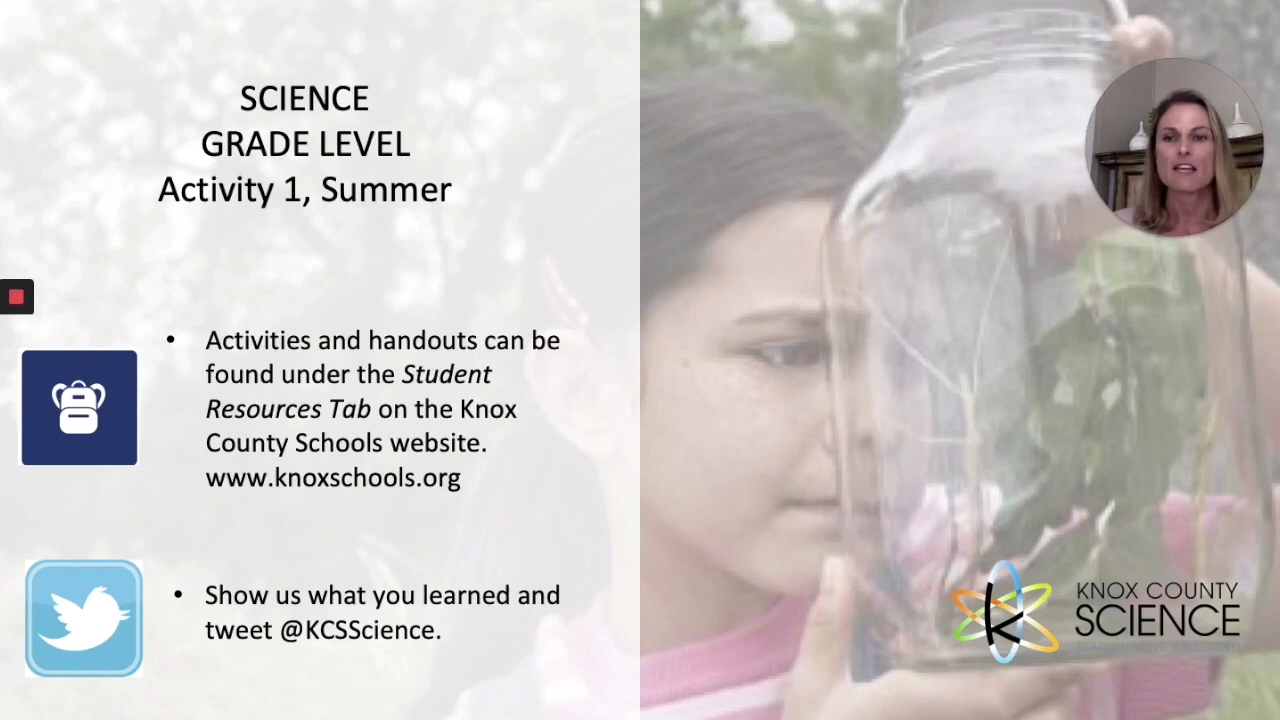 SCIENCE
GRADE LEVEL
Activity 1, Summer
• Activities and handouts can be
found under the Student
Resources Tab on the Knox
County Schools website.
www.knoxschools.org
• Show us what you learned and
tweet @KCSScience.
KNOX COUNTY
SCIENCE